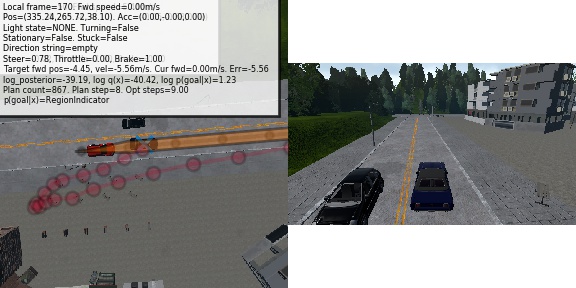 Local frame=170. Fwd speed=0.00m/s
Pos=(335.24,265.72,38.10). Acc=(0.00,-0.00,0.00)
Light state=NONE. Turning=False
Stationary=False. Stuck=False
Direction string=empty
Steer=0.78, Throttle=0.00, Brake=1.00
Target fwd pos=-4.45, vel=-5.56m/s. Cur fwd=0.00m/s. Err=-5.56
log_posterior=-39.19, log q(x)=-40.42, log p(goal|x)=1.23
Plan count=867. Plan step=8. Opt steps=9.00
p(goal|x)=RegionIndicator